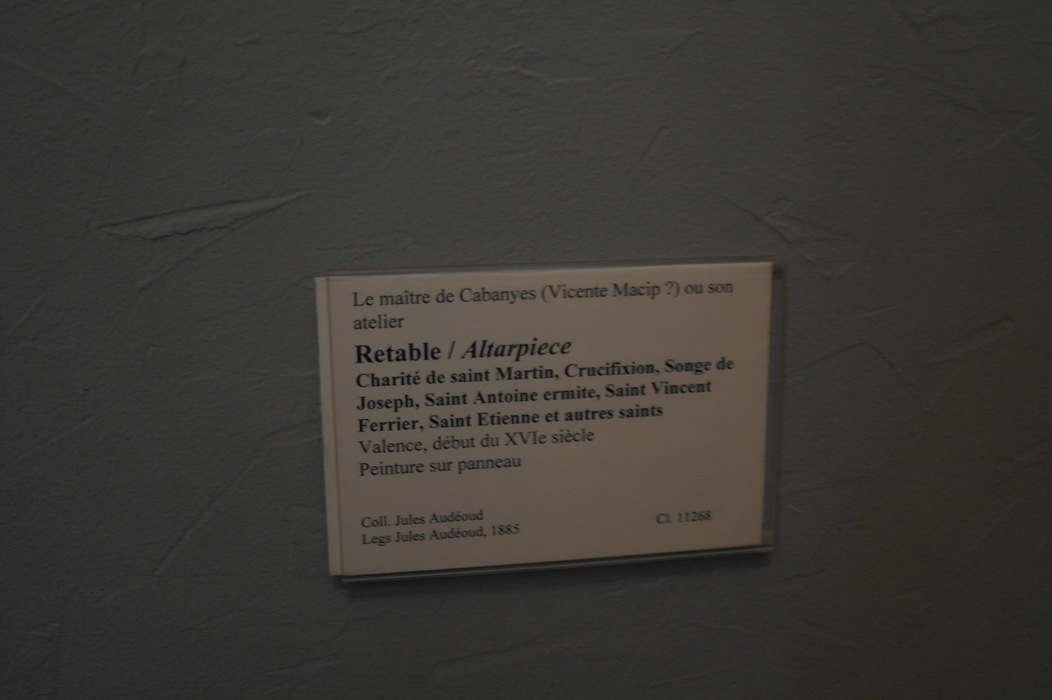 Le maître de Cabanyes (Vicente Macip ?) ou son
atelier
Retable / Altarpiece
Charité de saint Martin, Crucifixion, Songe de
Joseph, Saint Antoine ermite, Saint Vincent
Ferrier, Saint Etienne et autres saints
Valence, début du XVIe siècle
Peinture sur panneau
Coll. Jules Audéoud
Legs Jules Audéoud, 1885
Cl. 11268